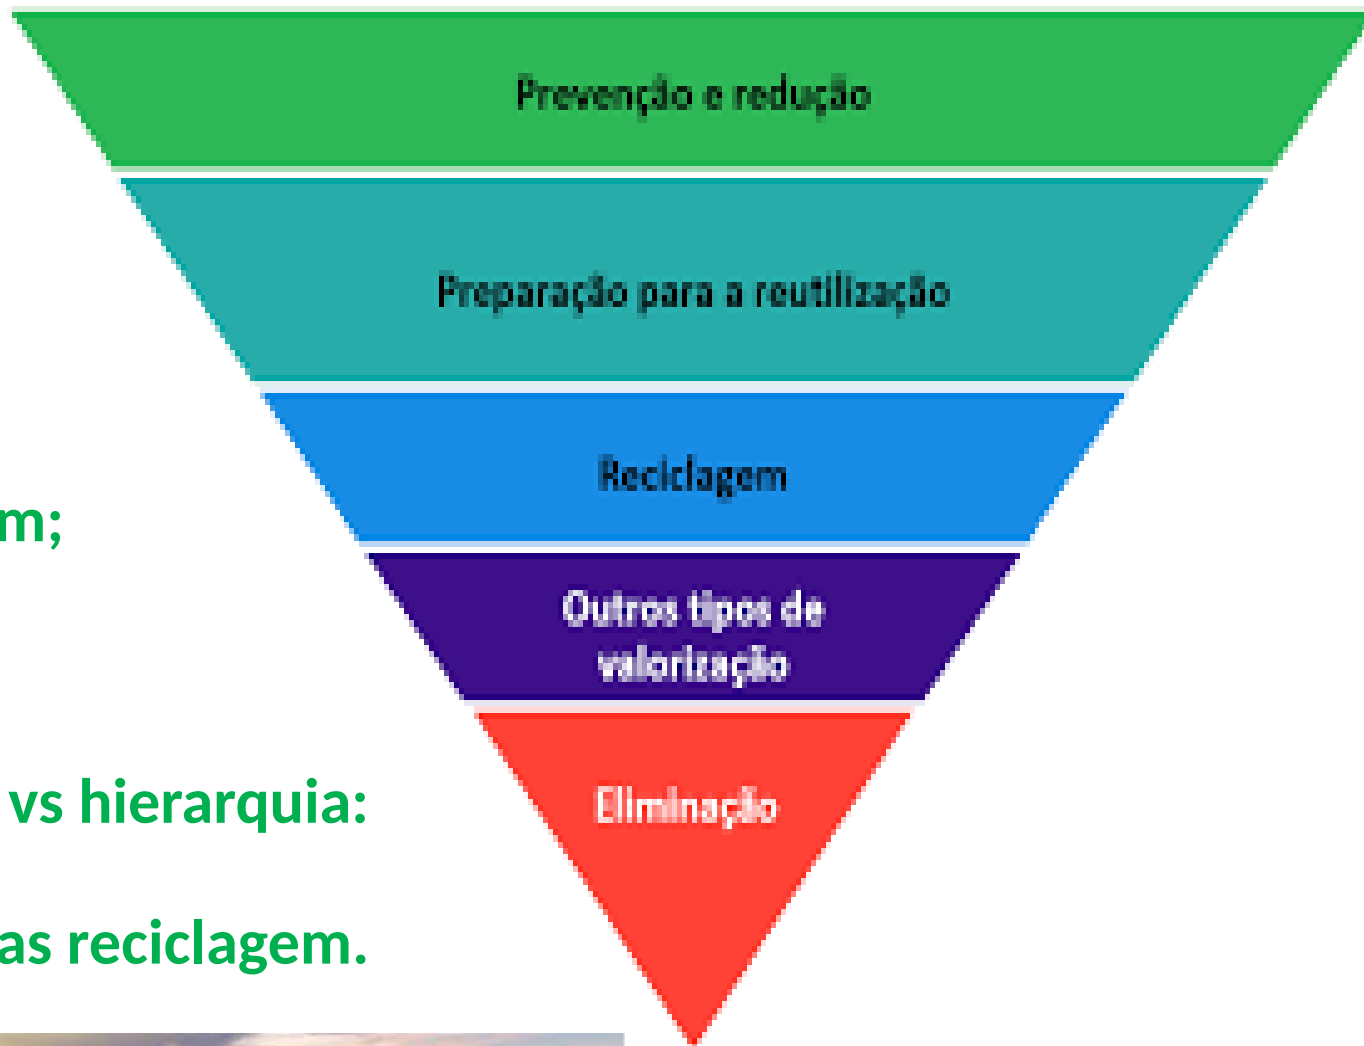 Prevenção e redução
Preparação para a reutilização
Reciclagem
m;
Outros tipos de
valorização
vs hierarquia:
Eliminação
as reciclagem.